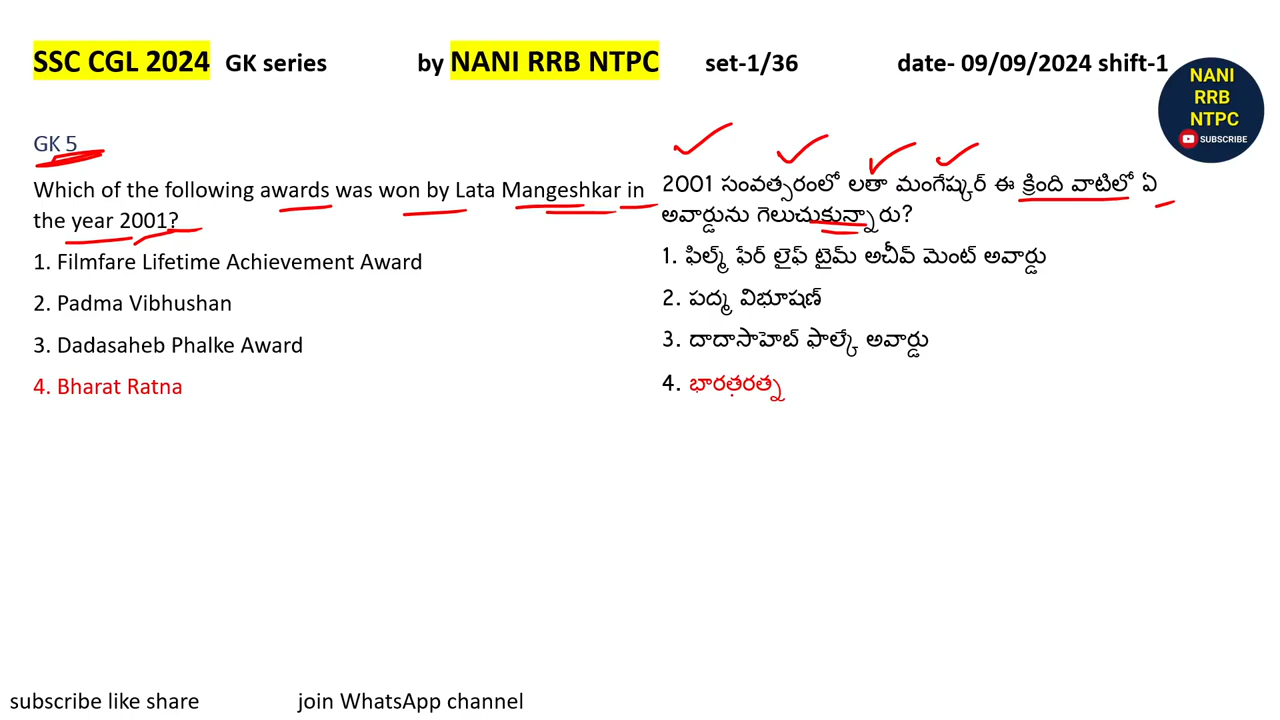 SSC CGL 2024 GK series by NANI RRB NTPC set-1/36 date- 09/09/2024 shift-1
NANI
RRB
NTPC
SUBSCRIBE
GK 5
Which of the following awards was won by Lata Mangeshkar in
the year 2001?
1. Filmfare Lifetime Achievement Award
2. Padma Vibhushan
3. Dadasaheb Phalke Award
4. Bharat Ratna
2001 సంవత్సరంలో లతా మంగేష్కర్ ఈ క్రింది వాటిలో ఏ
అవార్డును గెలుచుకున్నారు?
1. ఫిల్మ్ ఫేర్ లైఫ్ టైమ్ అచీవ్ మెంట్ అవార్డు
2. పద్మ విభూషణ్
3. దాదాసాహెబ్ ఫాల్కే అవార్డు
4. భారతరత్న
subscribe like share join WhatsApp channel